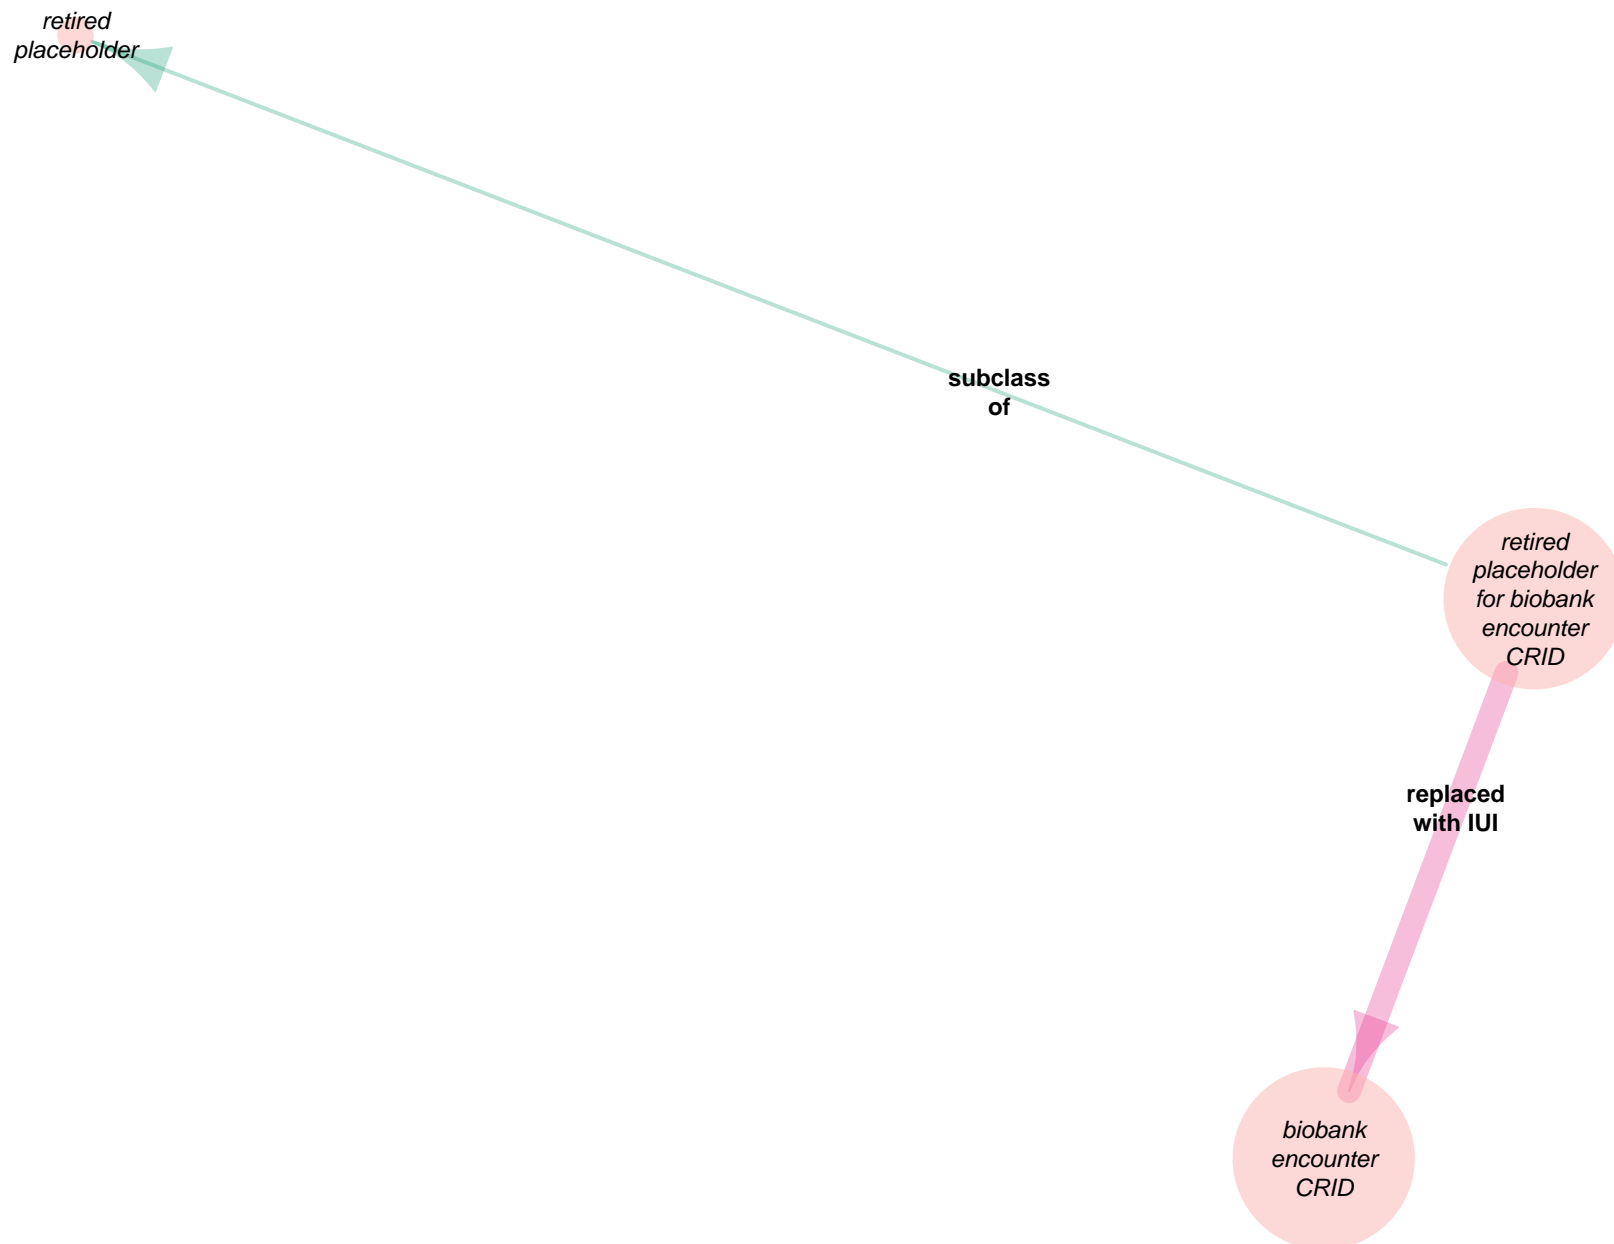 retired
placeholder
subclass
of
retired
placeholder
for biobank
encounter
CRID
replaced
with IUI
biobank
encounter
CRID